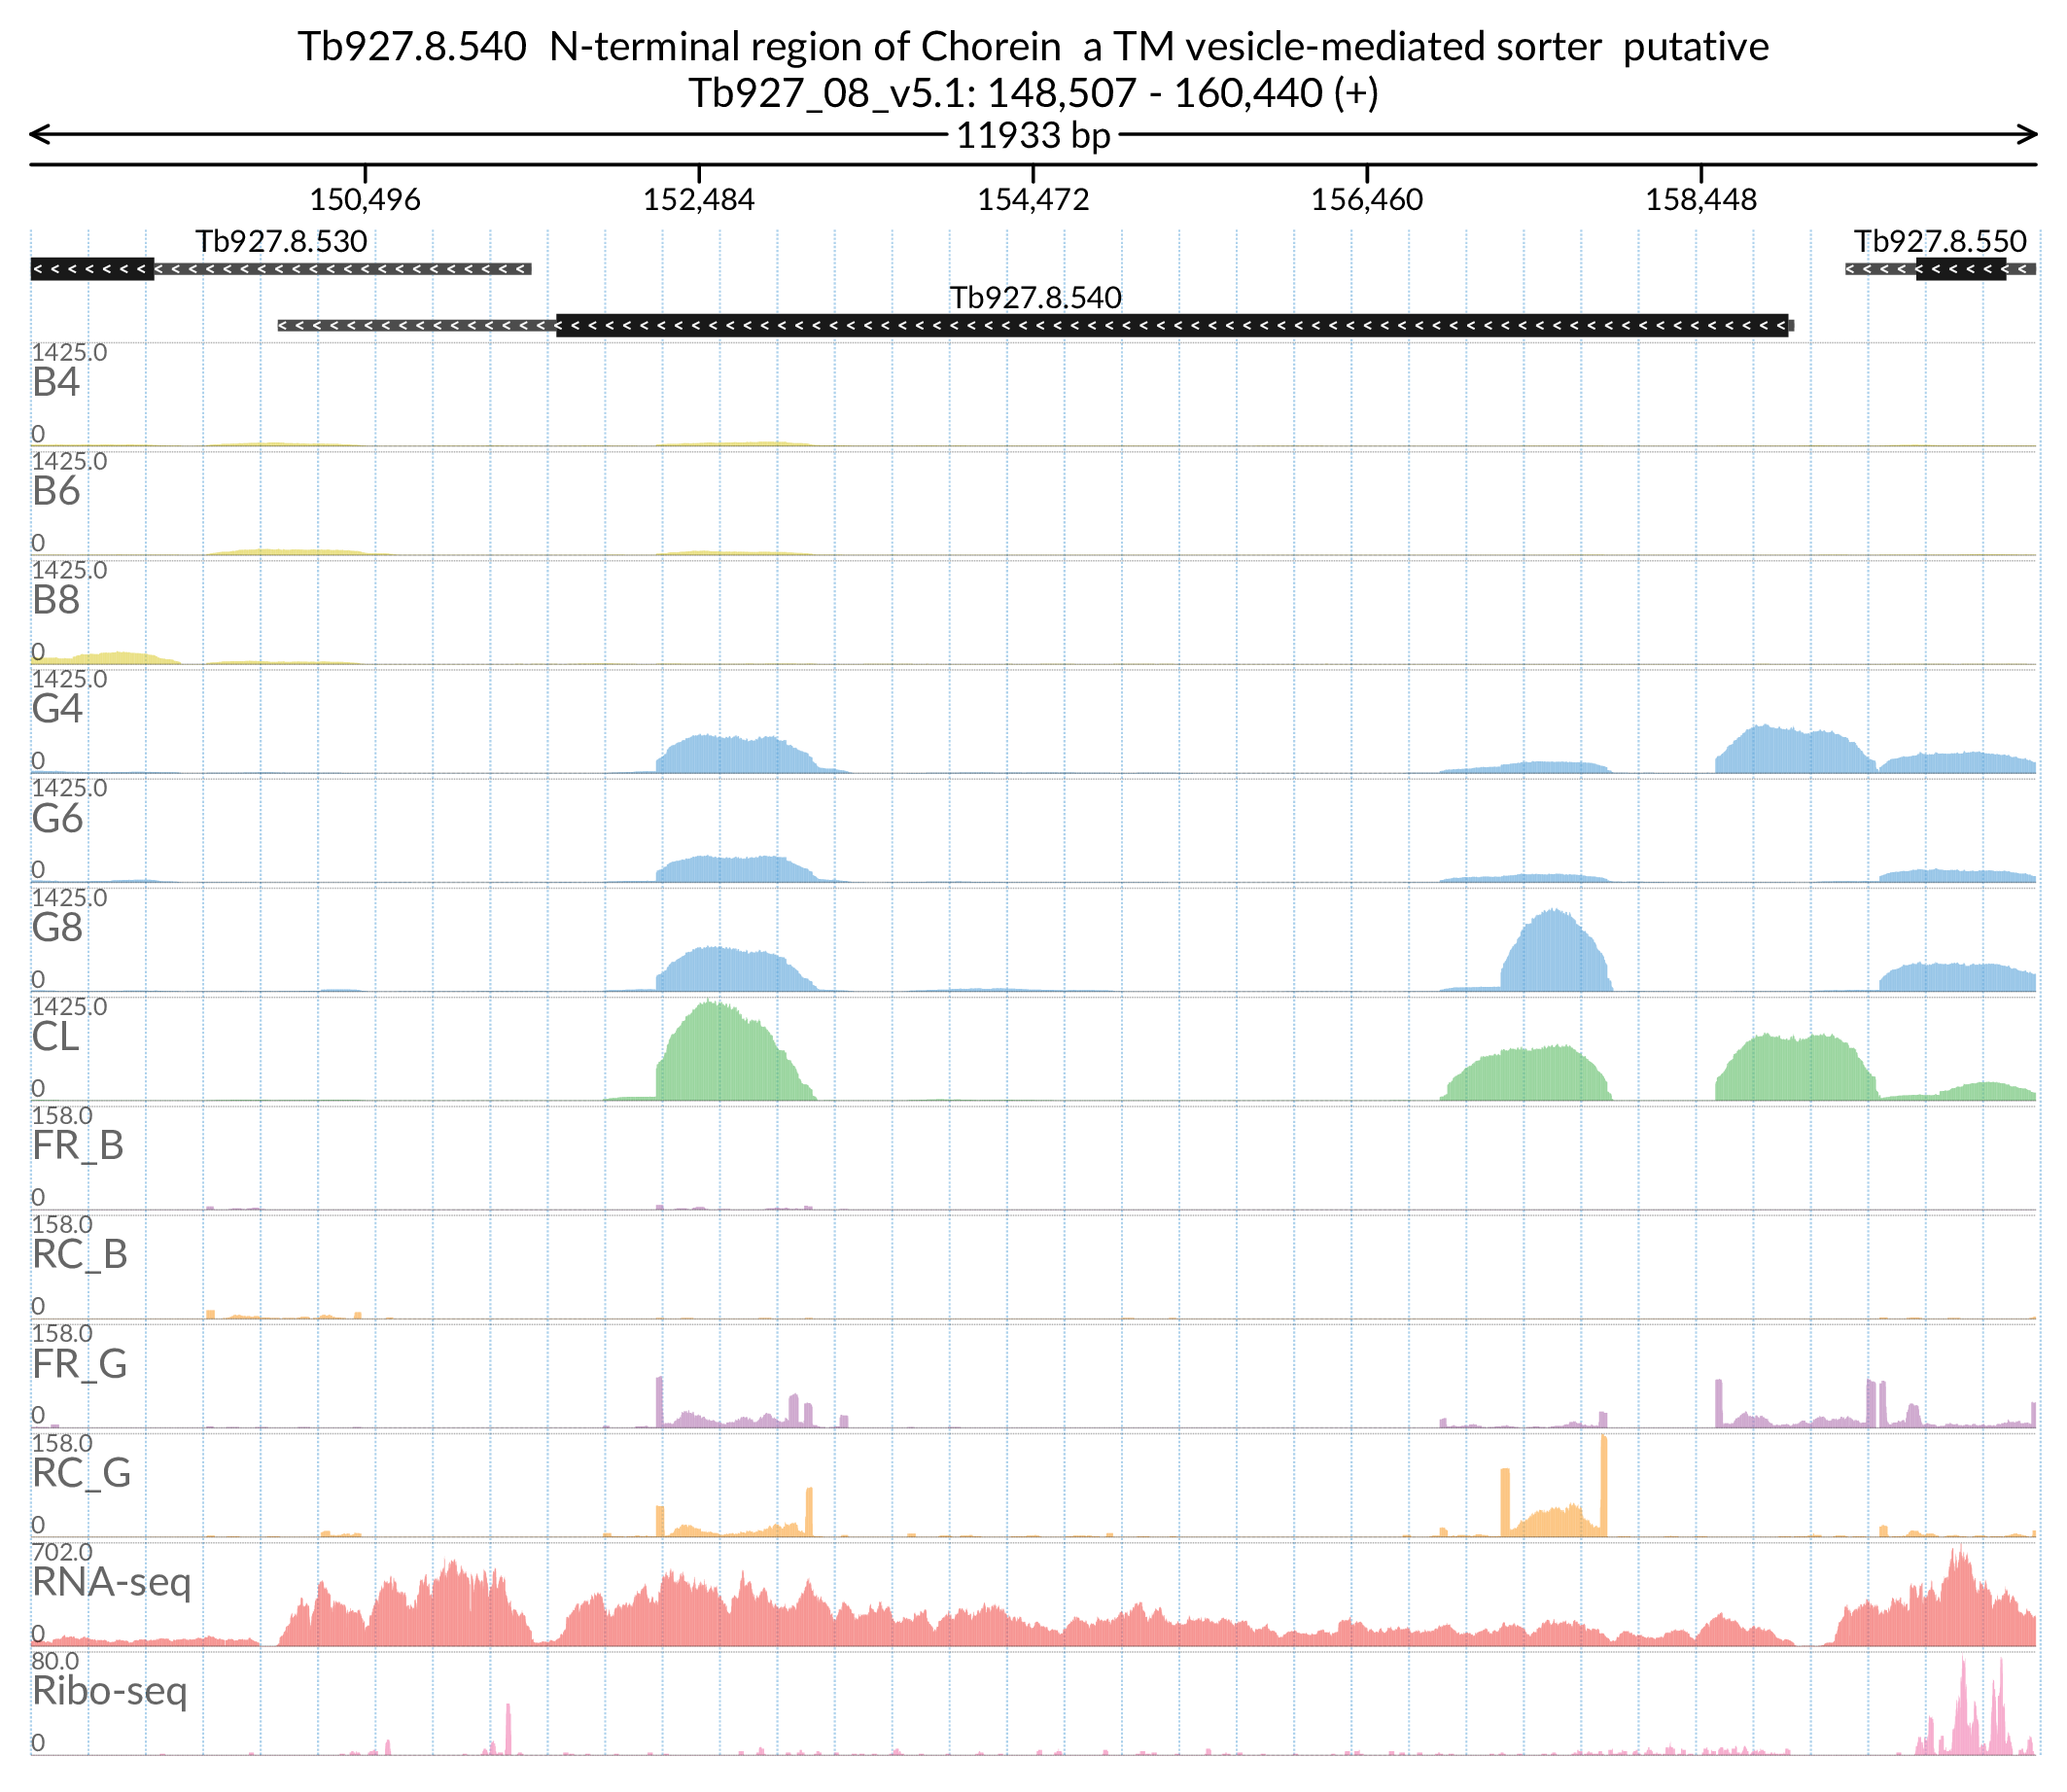 Tb927.8.540  N-terminal region of Chorein  a TM vesicle-mediated sorter  putative
Tb927_08_v5.1: 148,507 - 160,440 (+)
11933 bp
150,496 152,484 154,472 156,460 158,448
Tb927.8.530 Tb927.8.550
Tb927.8.540
1425.0
B4
0
1425.0
B6
0
1425.0
B8
0
1425.0
G4
0
1425.0
G6
0
1425.0
G8
0
1425.0
CL
0
158.0
FR_B
0
158.0
RC_B
0
158.0
FR_G
0
158.0
RC_G
0
702.0
RNA-seq
0
80.0
Ribo-seq
0